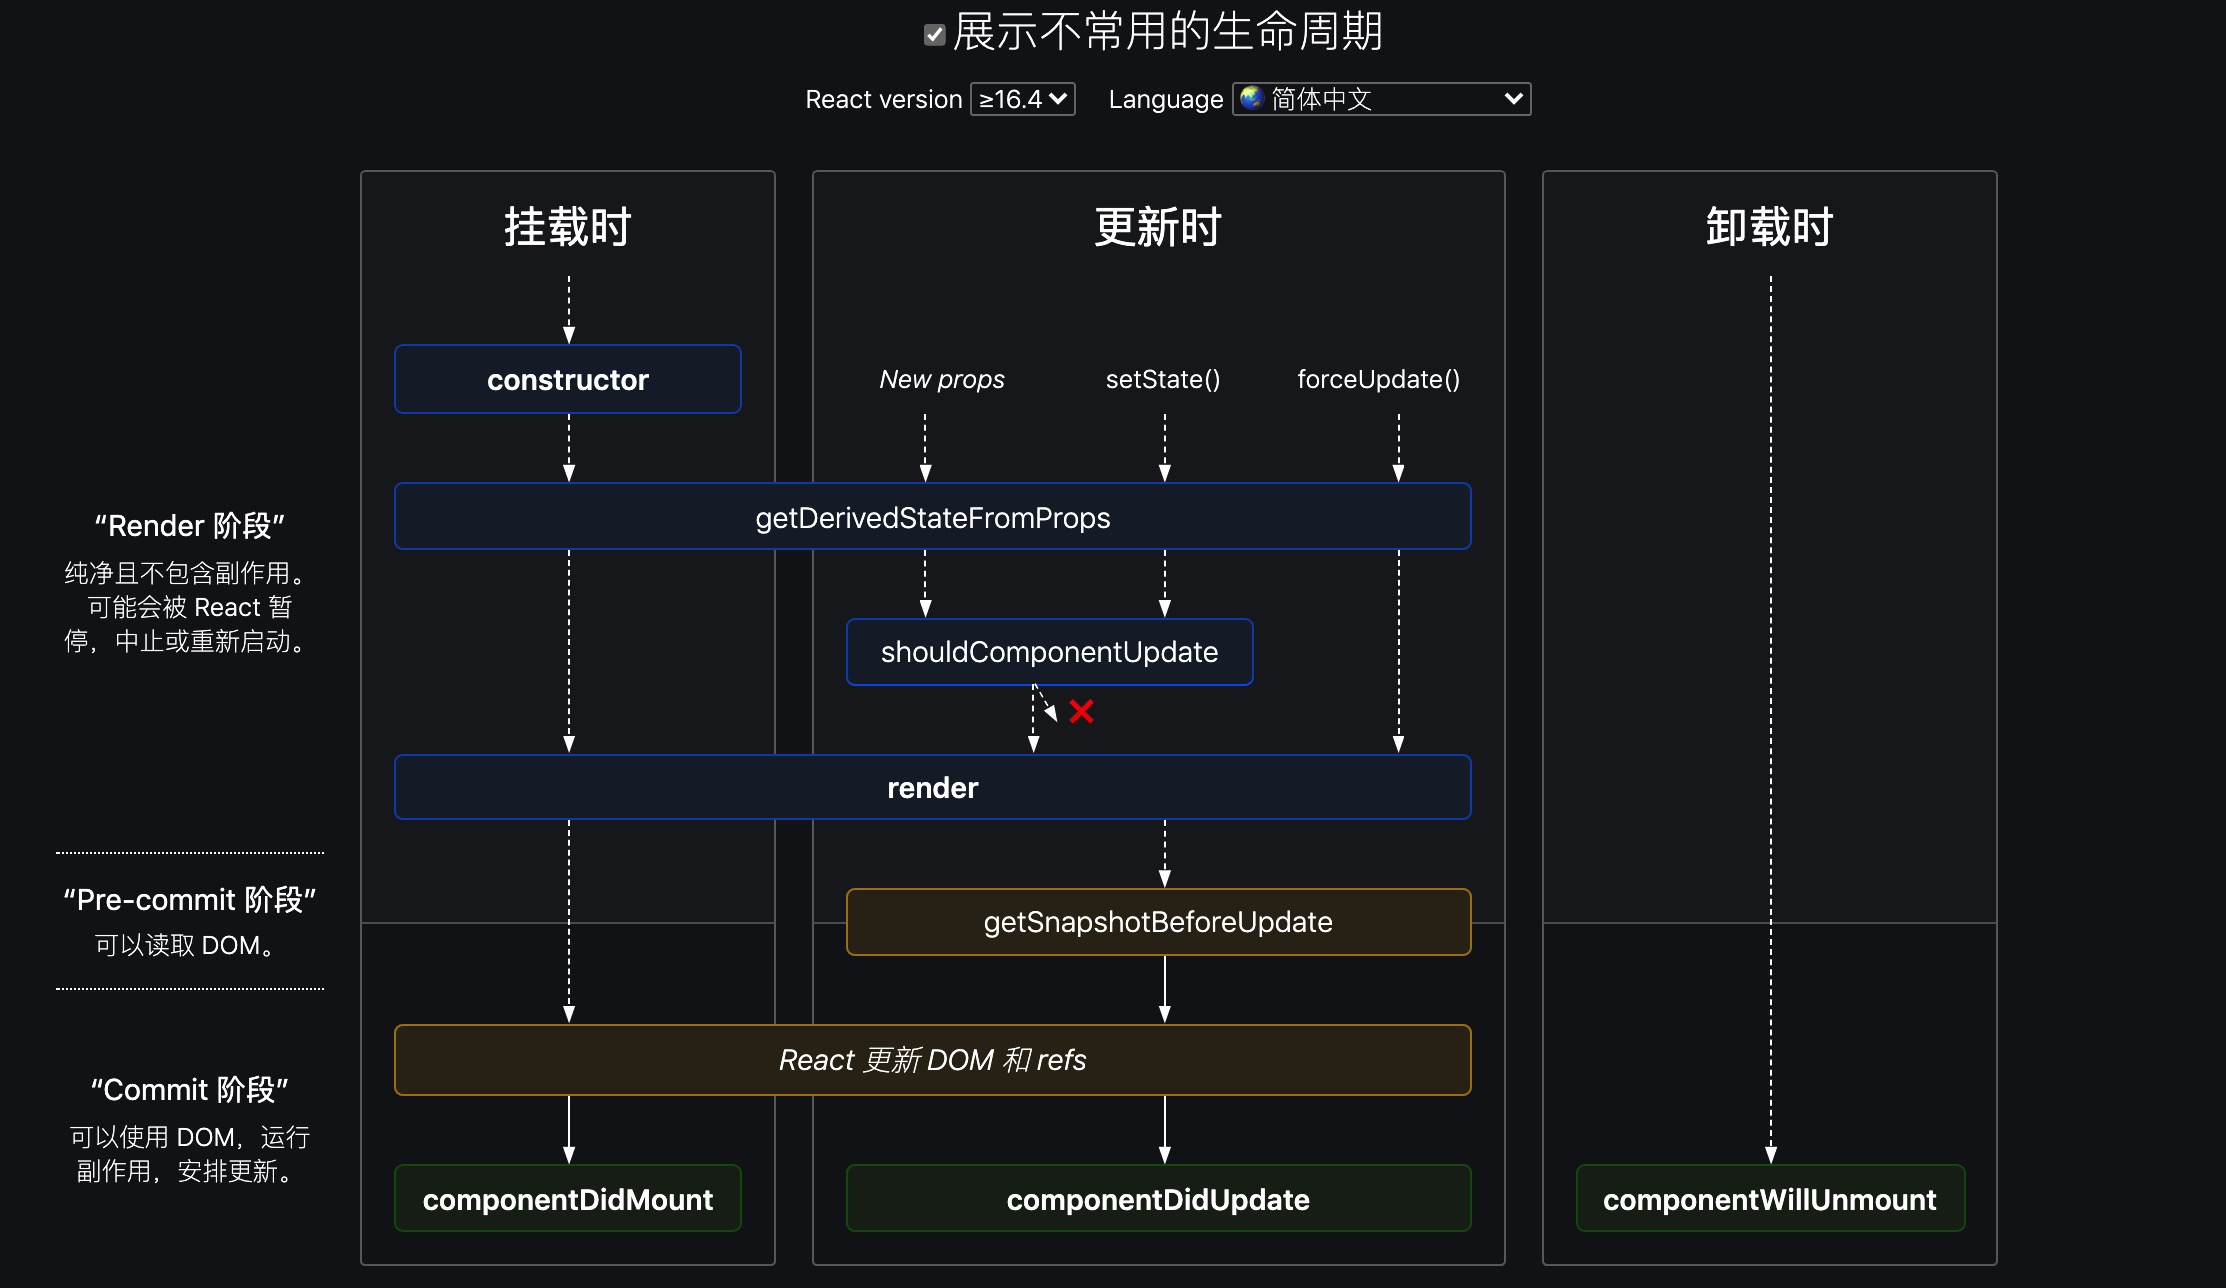 展示不常用的生命周期
React version ≥16.4 Language 简体中文
挂载时
更新时
卸载时
constructor
New props
setState()
forceUpdate()
getDerivedStateFromProps
“Render 阶段”
纯净且不包含副作用。
可能会被 React 暂
停，中止或重新启动。
shouldComponentUpdate
render
“Pre-commit 阶段”
可以读取 DOM。
getSnapshotBeforeUpdate
React 更新 DOM 和 refs
“Commit 阶段”
可以使用 DOM，运行
副作用，安排更新。
componentDidMount
componentDidUpdate
componentWillUnmount